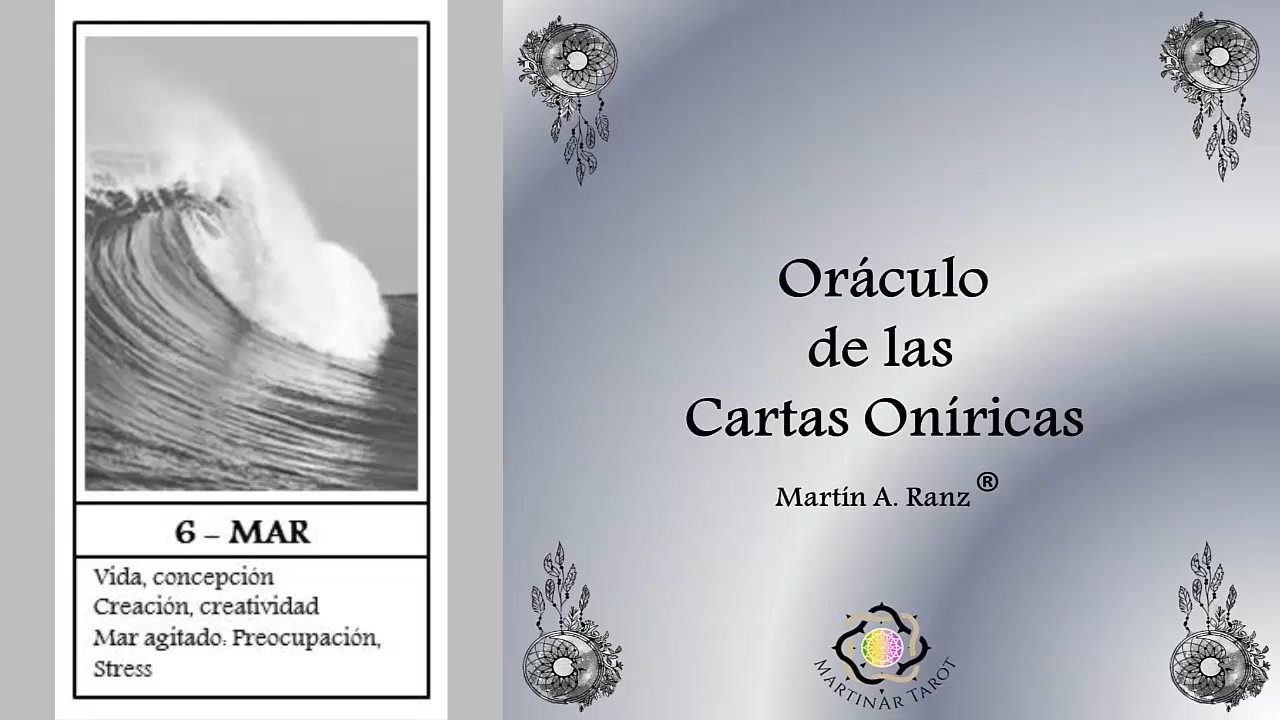 6 – MAR
Vida, concepción
Creación, creatividad
Mar agitado: Preocupación,
Stress
Oráculo
de las
Cartas Oníricas
Martín A. Ranz ®
MARTINAR TAROT